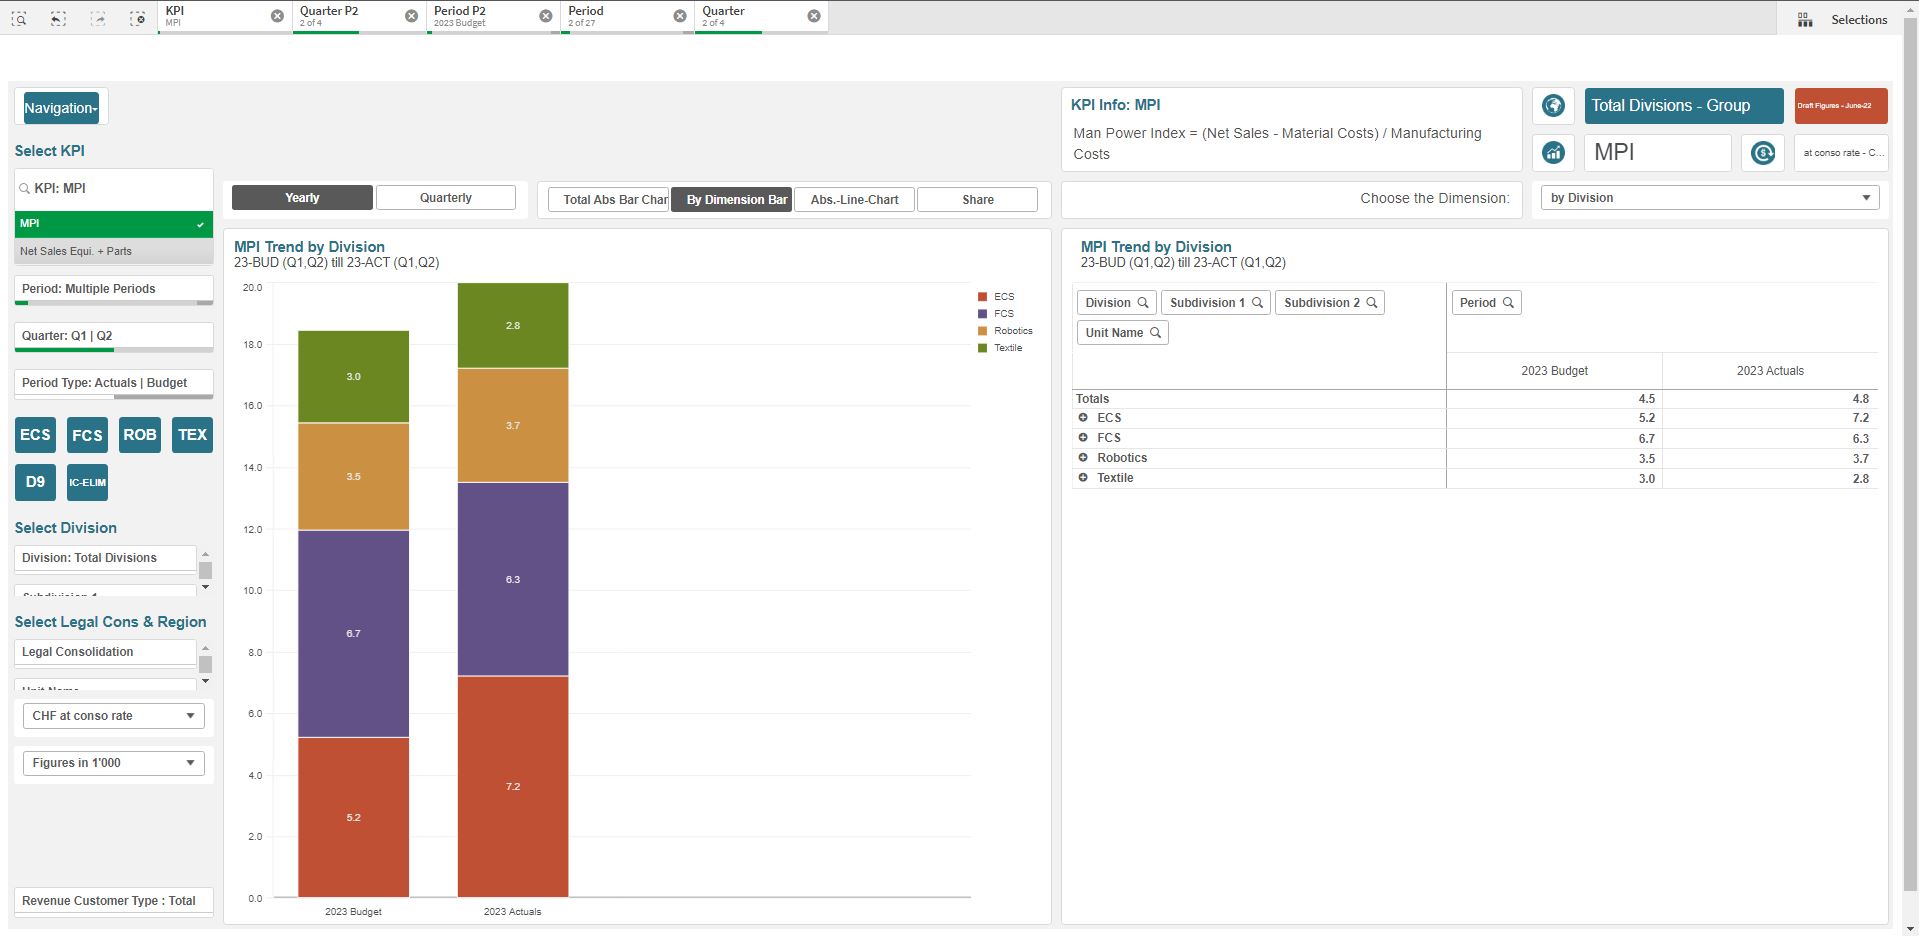 KPI
MPI
Quarter P2
2 of 4
Period P2
2023 Budget
Period
2 of 27
Quarter
2 of 4
Selections
Navigation
Select KPI
KPI: MPI
MPI
Net Sales Equi. + Parts
Period: Multiple Periods
Quarter: Q1 | Q2
Period Type: Actuals | Budget
ECS
FCS
ROB
TEX
D9
IC-ELIM
Select Division
Division: Total Divisions
Subdivision 1
Select Legal Cons & Region
Legal Consolidation
Unit Name
CHF at conso rate
Figures in 1'000
Revenue Customer Type : Total
Yearly
Quarterly
Total Abs Bar Char
By Dimension Bar
Abs.-Line-Chart
Share
KPI Info: MPI
Man Power Index = (Net Sales - Material Costs) / Manufacturing
Costs
Total Divisions - Group
Draft Figures - June-22
MPI
at conso rate - C...
Choose the Dimension:
by Division
MPI Trend by Division
23-BUD (Q1,Q2) till 23-ACT (Q1,Q2)
20.0
18.0
16.0
14.0
12.0
10.0
8.0
6.0
4.0
2.0
0.0
3.0
3.5
6.7
5.2
2.8
3.7
6.3
7.2
2023 Budget
2023 Actuals
ECS
FCS
Robotics
Textile
MPI Trend by Division
23-BUD (Q1,Q2) till 23-ACT (Q1,Q2)
Division
Subdivision 1
Subdivision 2
Period
Unit Name
2023 Budget 2023 Actuals
Totals 4.5 4.8
ECS 5.2 7.2
FCS 6.7 6.3
Robotics 3.5 3.7
Textile 3.0 2.8